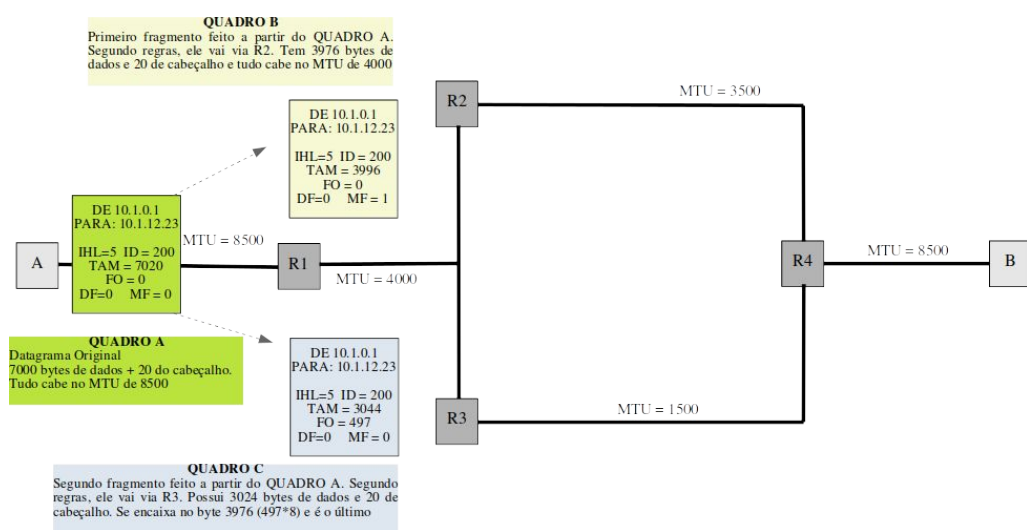 QUADRO B
Primeiro fragmento feito a partir do QUADRO A.
Segundo regras, ele vai via R2. Tem 3976 bytes de
dados e 20 de cabeçalho e tudo cabe no MTU de 4000
DE 10.1.0.1
PARA: 10.1.12.23
IHL=5 ID = 200
TAM = 3996
FO = 0
DF=0 MF = 1
R2
MTU = 3500
A
DE 10.1.0.1
PARA: 10.1.12.23
IHL=5 ID = 200
TAM = 7020
FO = 0
DF=0 MF = 0
MTU = 8500
R1
MTU = 4000
R4
MTU = 8500
B
QUADRO A
Datagrama Original
7000 bytes de dados + 20 do cabeçalho.
Tudo cabe no MTU de 8500
DE 10.1.0.1
PARA: 10.1.12.23
IHL=5 ID = 200
TAM = 3044
FO = 497
DF=0 MF = 0
R3
MTU = 1500
QUADRO C
Segundo fragmento feito a partir do QUADRO A. Segundo
regras, ele vai via R3. Possui 3024 bytes de dados e 20 de
cabeçalho. Se encaixa no byte 3976 (497*8) e é o último